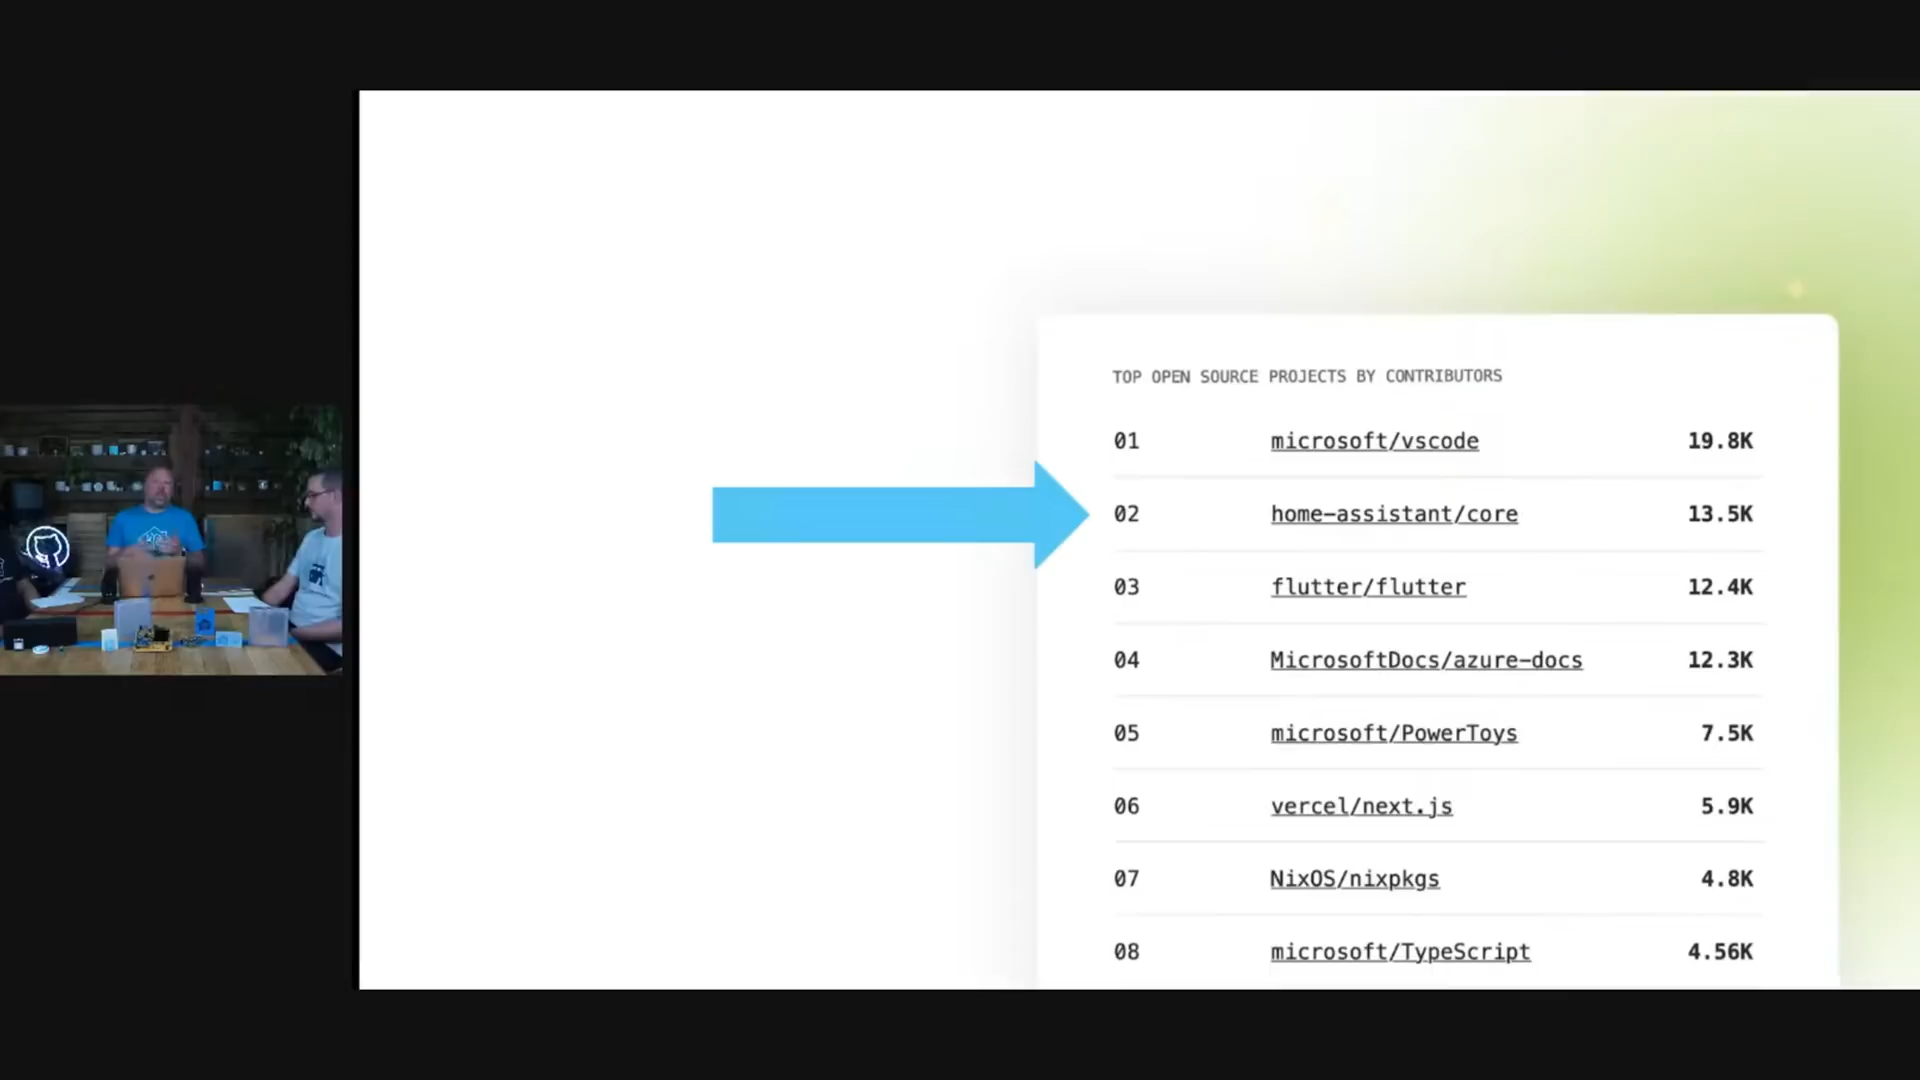 TOP OPEN SOURCE PROJECTS BY CONTRIBUTORS
01 microsoft/vscode 19.8K
02 home-assistant/core 13.5K
03 flutter/flutter 12.4K
04 MicrosoftDocs/azure-docs 12.3K
05 microsoft/PowerToys 7.5K
06 vercel/next.js 5.9K
07 NixOS/nixpkgs 4.8K
08 microsoft/TypeScript 4.56K